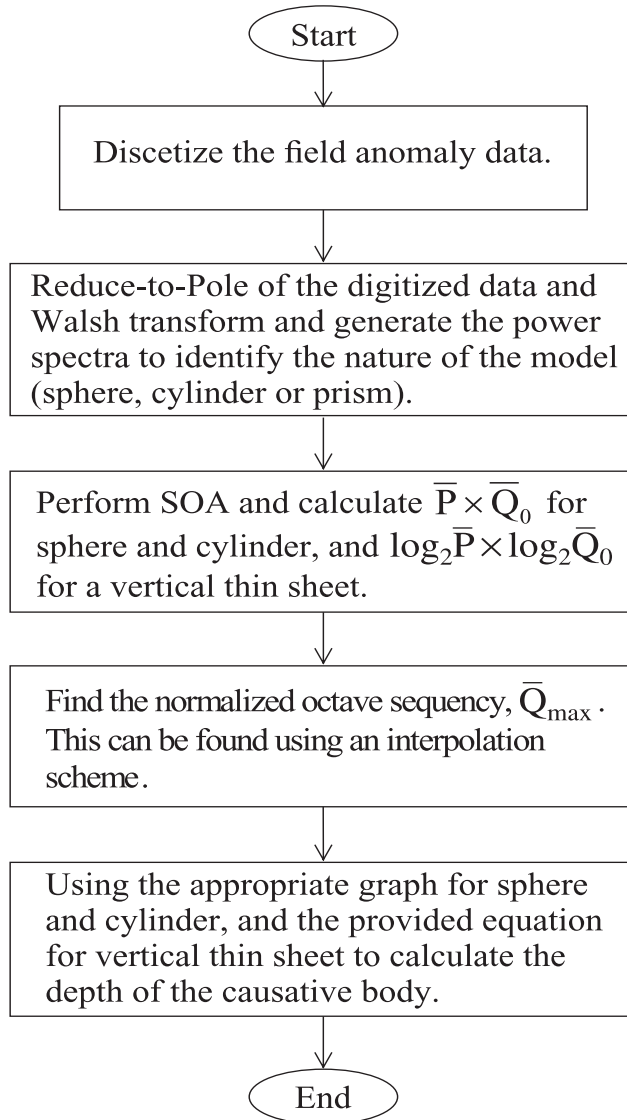 Start
Discetize the field anomaly data.
Reduce-to-Pole of the digitized data and
Walsh transform and generate the power
spectra to identify the nature of the model
(sphere, cylinder or prism).
Perform SOA and calculate P̅ × Q̅₀ for
sphere and cylinder, and log₂P̅ × log₂Q̅₀
for a vertical thin sheet.
Find the normalized octave sequency, Q̅max.
This can be found using an interpolation
scheme.
Using the appropriate graph for sphere
and cylinder, and the provided equation
for vertical thin sheet to calculate the
depth of the causative body.
End